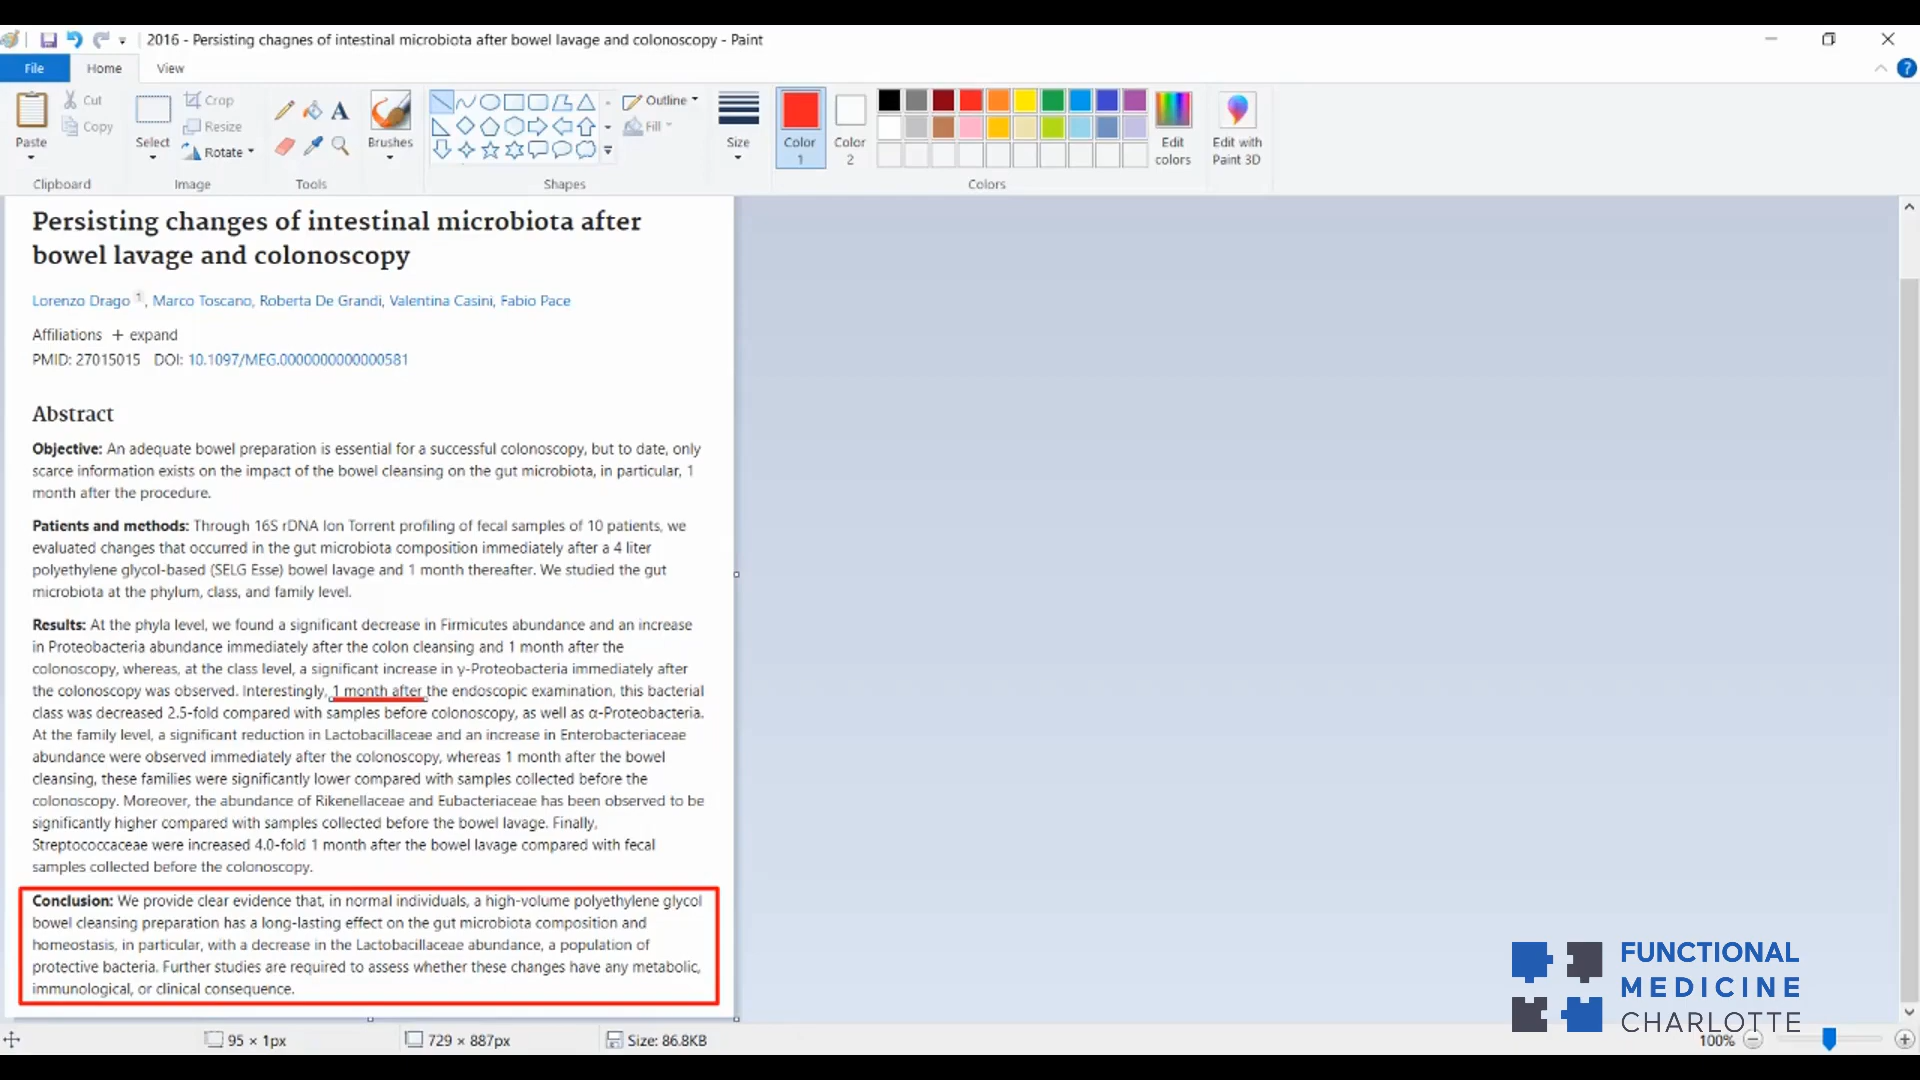 2016 - Persisting chagnes of intestinal microbiota after bowel lavage and colonoscopy - Paint
File
Home
View
?
Paste
Cut
Copy
Clipboard
Select
Crop
Resize
Rotate
Image
A
Tools
Brushes
Outline
Fill
Shapes
Size
Color
1
Color
2
Edit
colors
Colors
Edit with
Paint 3D
Persisting changes of intestinal microbiota after
bowel lavage and colonoscopy
Lorenzo Drago 1, Marco Toscano, Roberta De Grandi, Valentina Casini, Fabio Pace
Affiliations + expand
PMID: 27015015 DOI: 10.1097/MEG.0000000000000581
Abstract
Objective: An adequate bowel preparation is essential for a successful colonoscopy, but to date, only
scarce information exists on the impact of the bowel cleansing on the gut microbiota, in particular, 1
month after the procedure.
Patients and methods: Through 16S rDNA Ion Torrent profiling of fecal samples of 10 patients, we
evaluated changes that occurred in the gut microbiota composition immediately after a 4 liter
polyethylene glycol-based (SELG Esse) bowel lavage and 1 month thereafter. We studied the gut
microbiota at the phylum, class, and family level.
Results: At the phyla level, we found a significant decrease in Firmicutes abundance and an increase
in Proteobacteria abundance immediately after the colon cleansing and 1 month after the
colonoscopy, whereas, at the class level, a significant increase in γ-Proteobacteria immediately after
the colonoscopy was observed. Interestingly, 1 month after the endoscopic examination, this bacterial
class was decreased 2.5-fold compared with samples before colonoscopy, as well as α-Proteobacteria.
At the family level, a significant reduction in Lactobacillaceae and an increase in Enterobacteriaceae
abundance were observed immediately after the colonoscopy, whereas 1 month after the bowel
cleansing, these families were significantly lower compared with samples collected before the
colonoscopy. Moreover, the abundance of Rikenellaceae and Eubacteriaceae has been observed to be
significantly higher compared with samples collected before the bowel lavage. Finally,
Streptococcaceae were increased 4.0-fold 1 month after the bowel lavage compared with fecal
samples collected before the colonoscopy.
Conclusion: We provide clear evidence that, in normal individuals, a high-volume polyethylene glycol
bowel cleansing preparation has a long-lasting effect on the gut microbiota composition and
homeostasis, in particular, with a decrease in the Lactobacillaceae abundance, a population of
protective bacteria. Further studies are required to assess whether these changes have any metabolic,
immunological, or clinical consequence.
FUNCTIONAL
MEDICINE
CHARLOTTE
95 × 1px
729 × 887px
Size: 86.8KB
100%